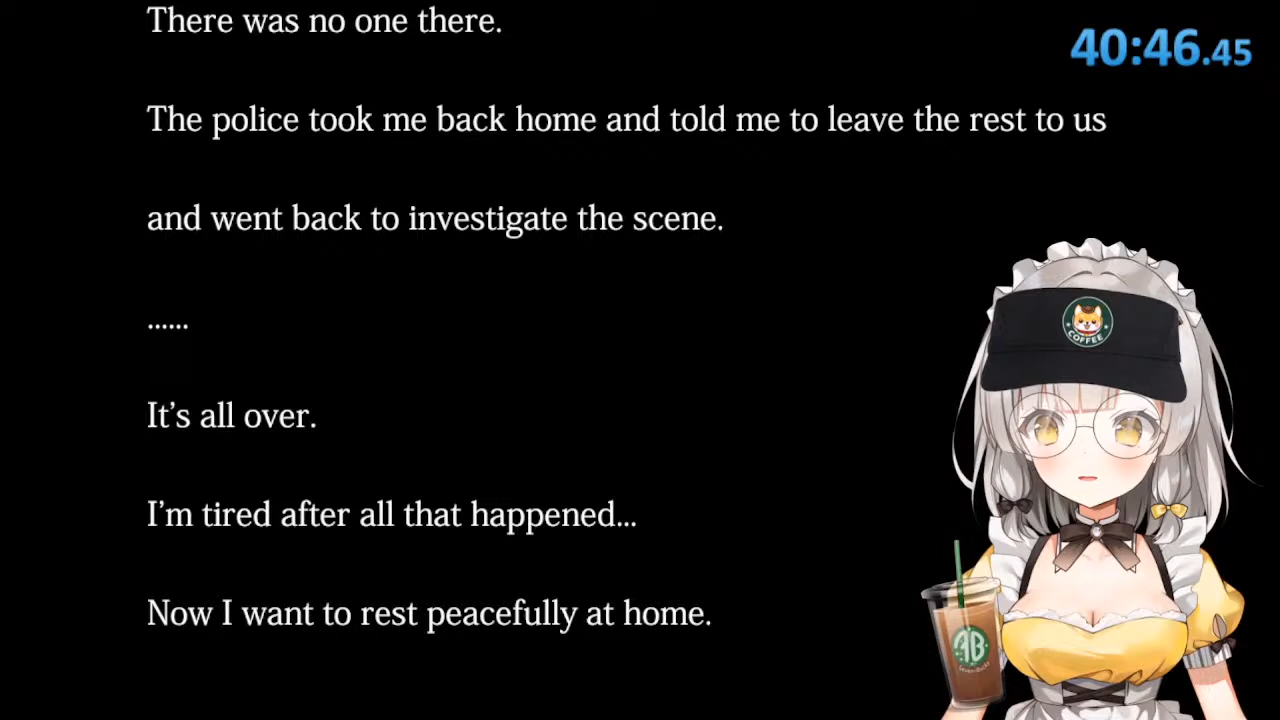 There was no one there.
40:46.45
The police took me back home and told me to leave the rest to us
and went back to investigate the scene.
......
COFFEE
It's all over.
I'm tired after all that happened...
Now I want to rest peacefully at home.